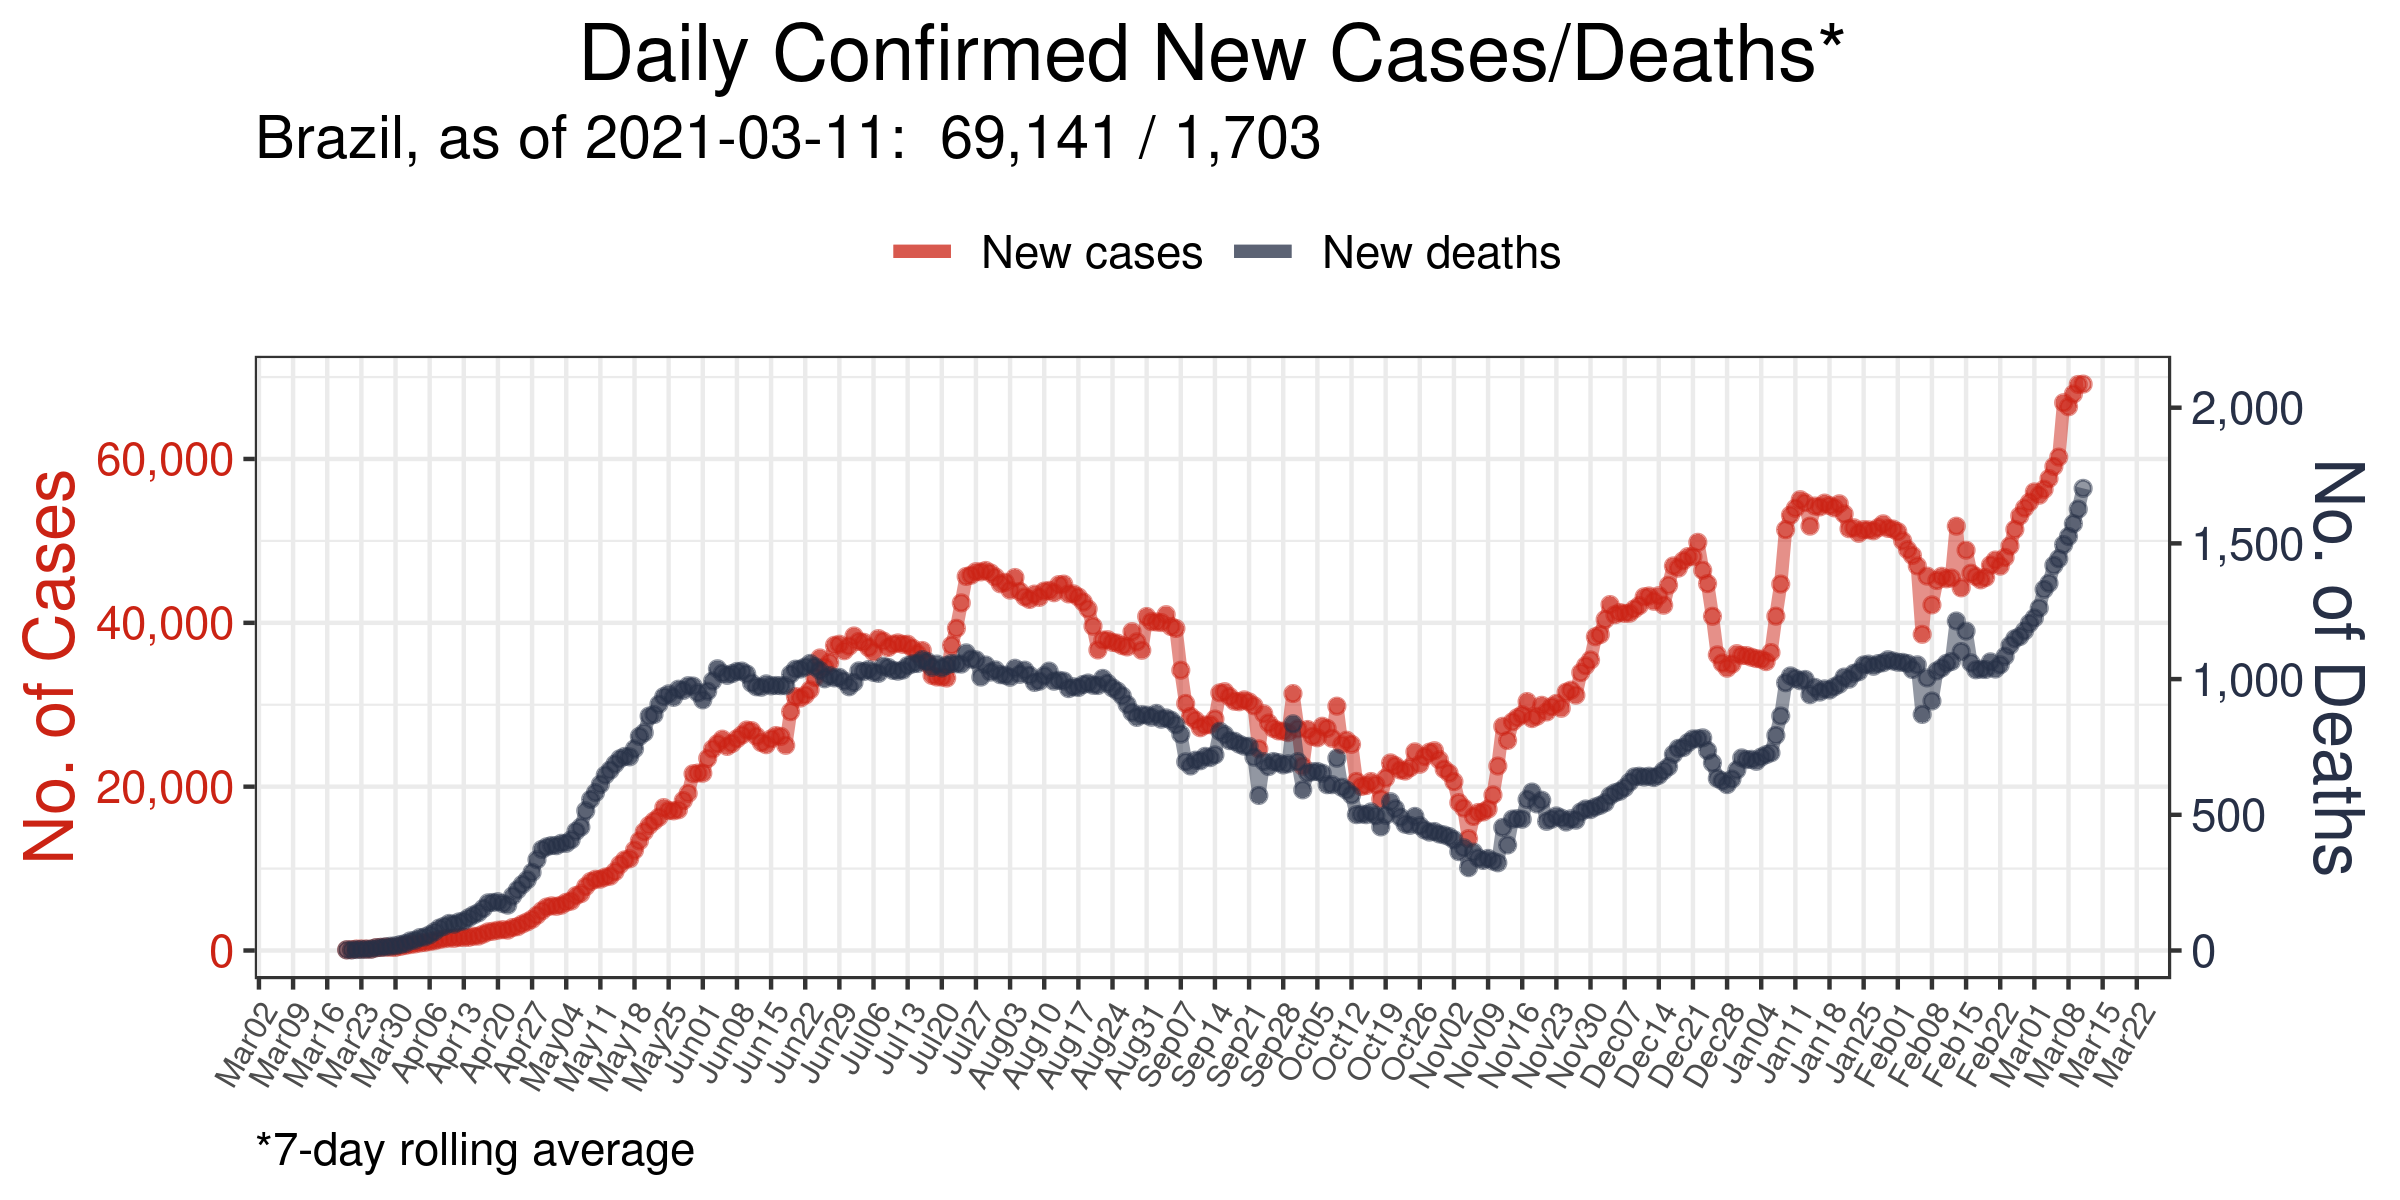 Daily Confirmed New Cases/Deaths*
Brazil, as of 2021-03-11:  69,141 / 1,703
New cases
New deaths
No. of Cases
60,000
40,000
20,000
0
2,000
1,500
1,000
500
0
No. of Deaths
Mar02
Mar09
Mar16
Mar23
Mar30
Apr06
Apr13
Apr20
Apr27
May04
May11
May18
May25
Jun01
Jun08
Jun15
Jun22
Jun29
Jul06
Jul13
Jul20
Jul27
Aug03
Aug10
Aug17
Aug24
Aug31
Sep07
Sep14
Sep21
Sep28
Oct05
Oct12
Oct19
Oct26
Nov02
Nov09
Nov16
Nov23
Nov30
Dec07
Dec14
Dec21
Dec28
Jan04
Jan11
Jan18
Jan25
Feb01
Feb08
Feb15
Feb22
Mar01
Mar08
Mar15
Mar22
*7-day rolling average